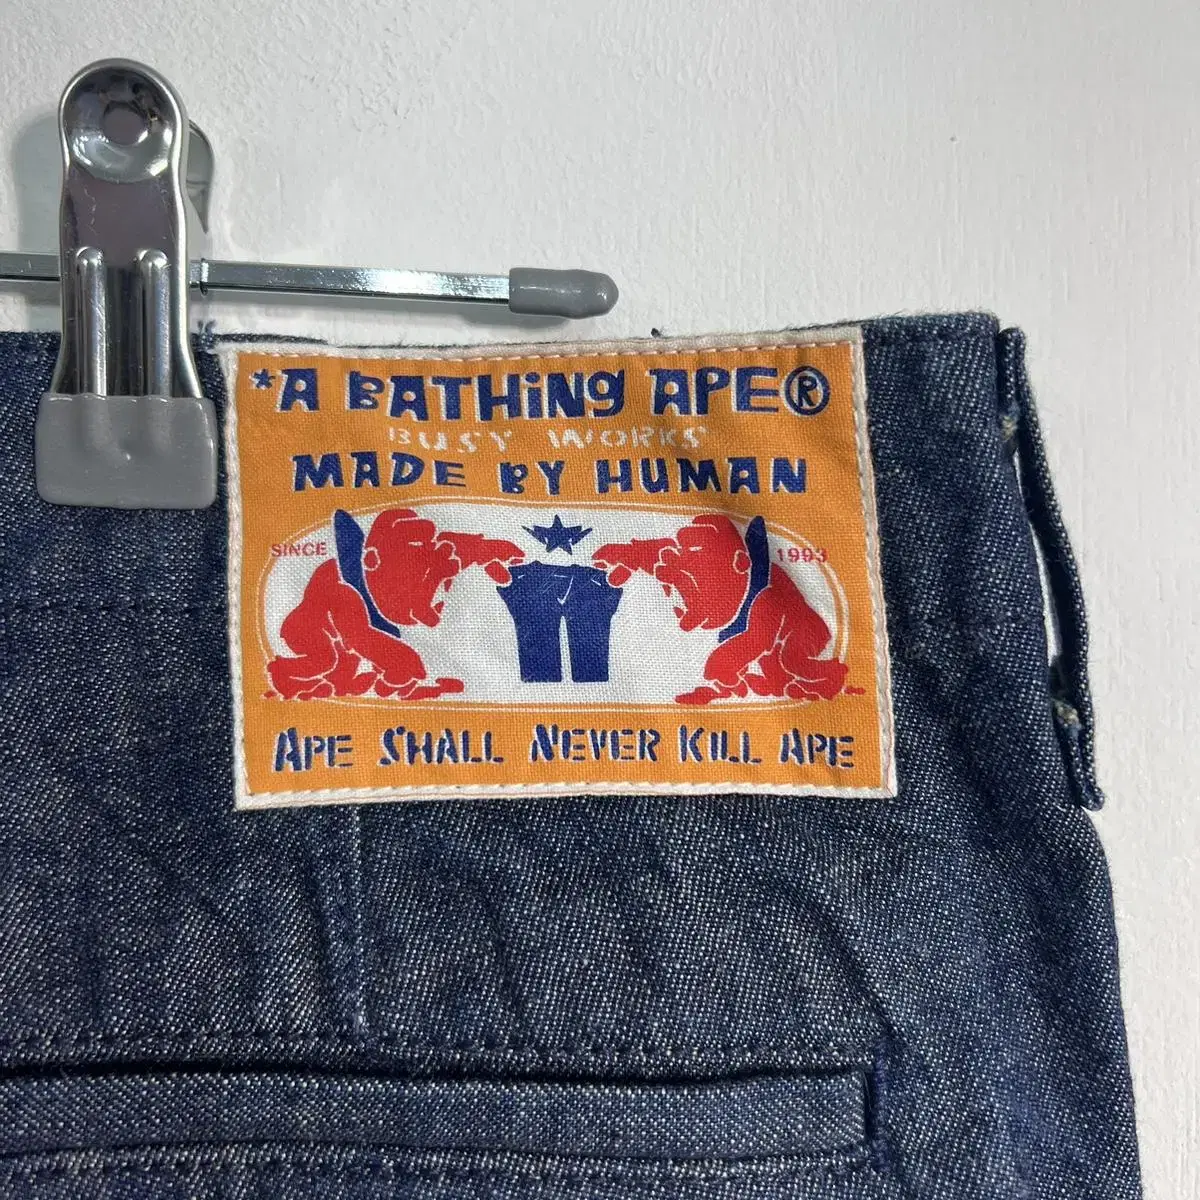 *A BATHiNG APE®
BUSY WORKS
MADE BY HUMAN
SINCE 1993
APE SHALL NEVER KILL APE